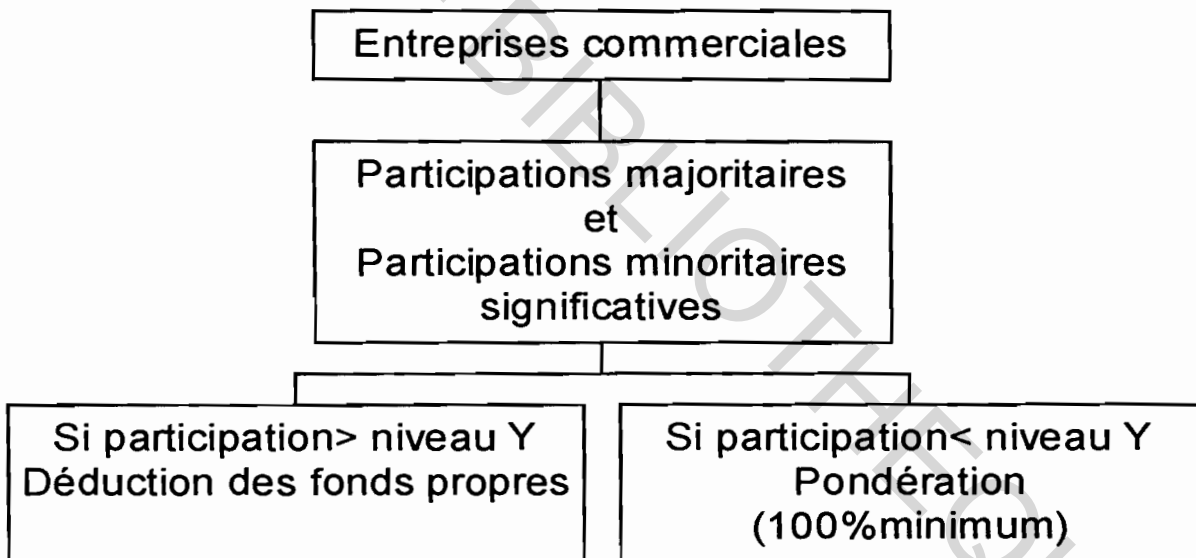 Entreprises commerciales
Participations majoritaires
et
Participations minoritaires
significatives
Si participation> niveau Y
Déduction des fonds propres
Si participation< niveau Y
Pondération
(100%minimum)